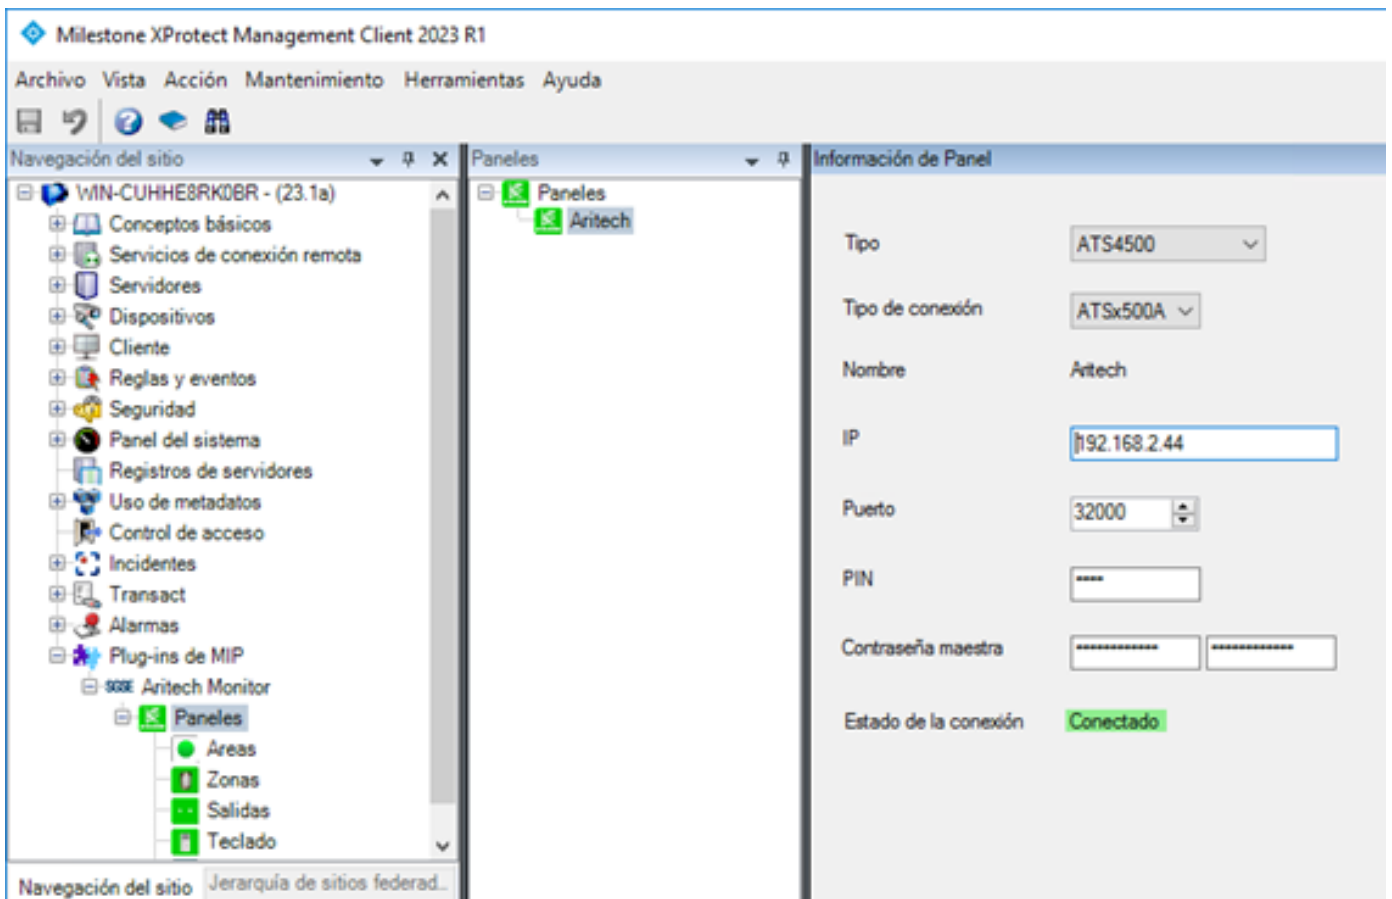 Milestone XProtect Management Client 2023 R1
Archivo Vista Acción Mantenimiento Herramientas Ayuda
Navegación del sitio
WIN-CUHHE8RK0BR - (23.1a)
Conceptos básicos
Servicios de conexión remota
Servidores
Dispositivos
Cliente
Reglas y eventos
Seguridad
Panel del sistema
Registros de servidores
Uso de metadatos
Control de acceso
Incidentes
Transact
Alarmas
Plug-ins de MIP
SGSE Aritech Monitor
Paneles
Areas
Zonas
Salidas
Teclado
Navegación del sitio Jerarquía de sitios federad...
Paneles
Paneles
Aritech
Información de Panel
Tipo ATS4500
Tipo de conexión ATSx500A
Nombre Aritech
IP 192.168.2.44
Puerto 32000
PIN
Contraseña maestra
Estado de la conexión Conectado